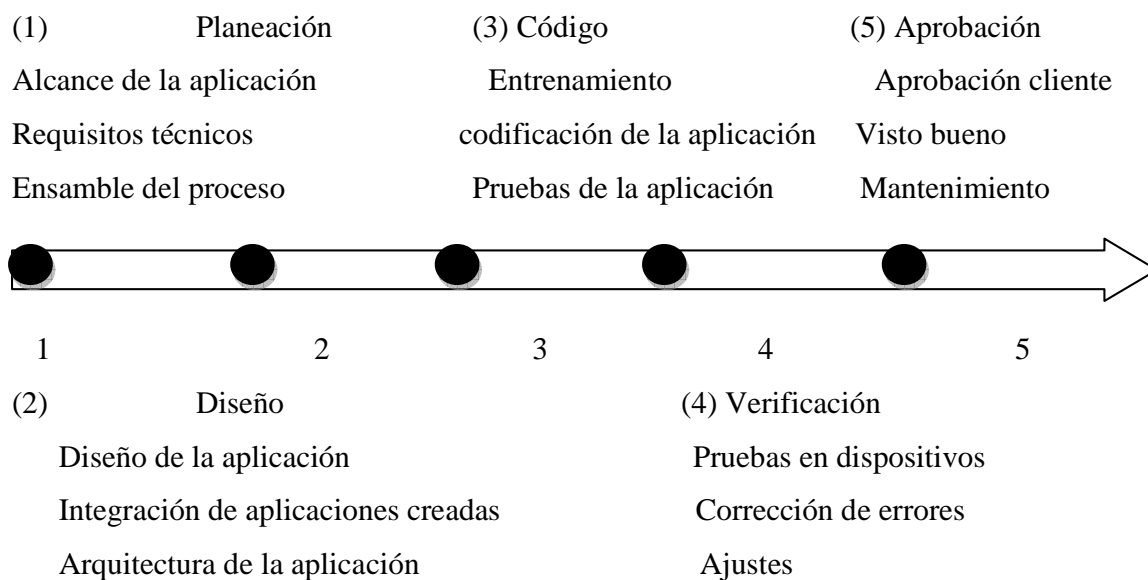 (1) Planeación (3) Código (5) Aprobación
Alcance de la aplicación Entrenamiento Aprobación cliente
Requisitos técnicos codificación de la aplicación Visto bueno
Ensamble del proceso Pruebas de la aplicación Mantenimiento
1 2 3 4 5
(2) Diseño (4) Verificación
Diseño de la aplicación Pruebas en dispositivos
Integración de aplicaciones creadas Corrección de errores
Arquitectura de la aplicación Ajustes